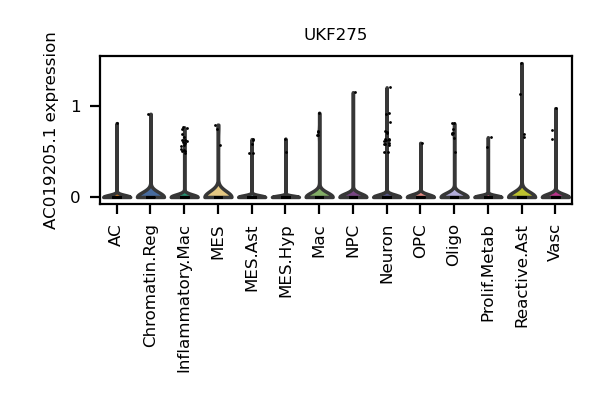 UKF275
AC019205.1 expression
1
0
AC
Chromatin.Reg
Inflammatory.Mac
MES
MES.Ast
MES.Hyp
Mac
NPC
Neuron
OPC
Oligo
Prolif.Metab
Reactive.Ast
Vasc